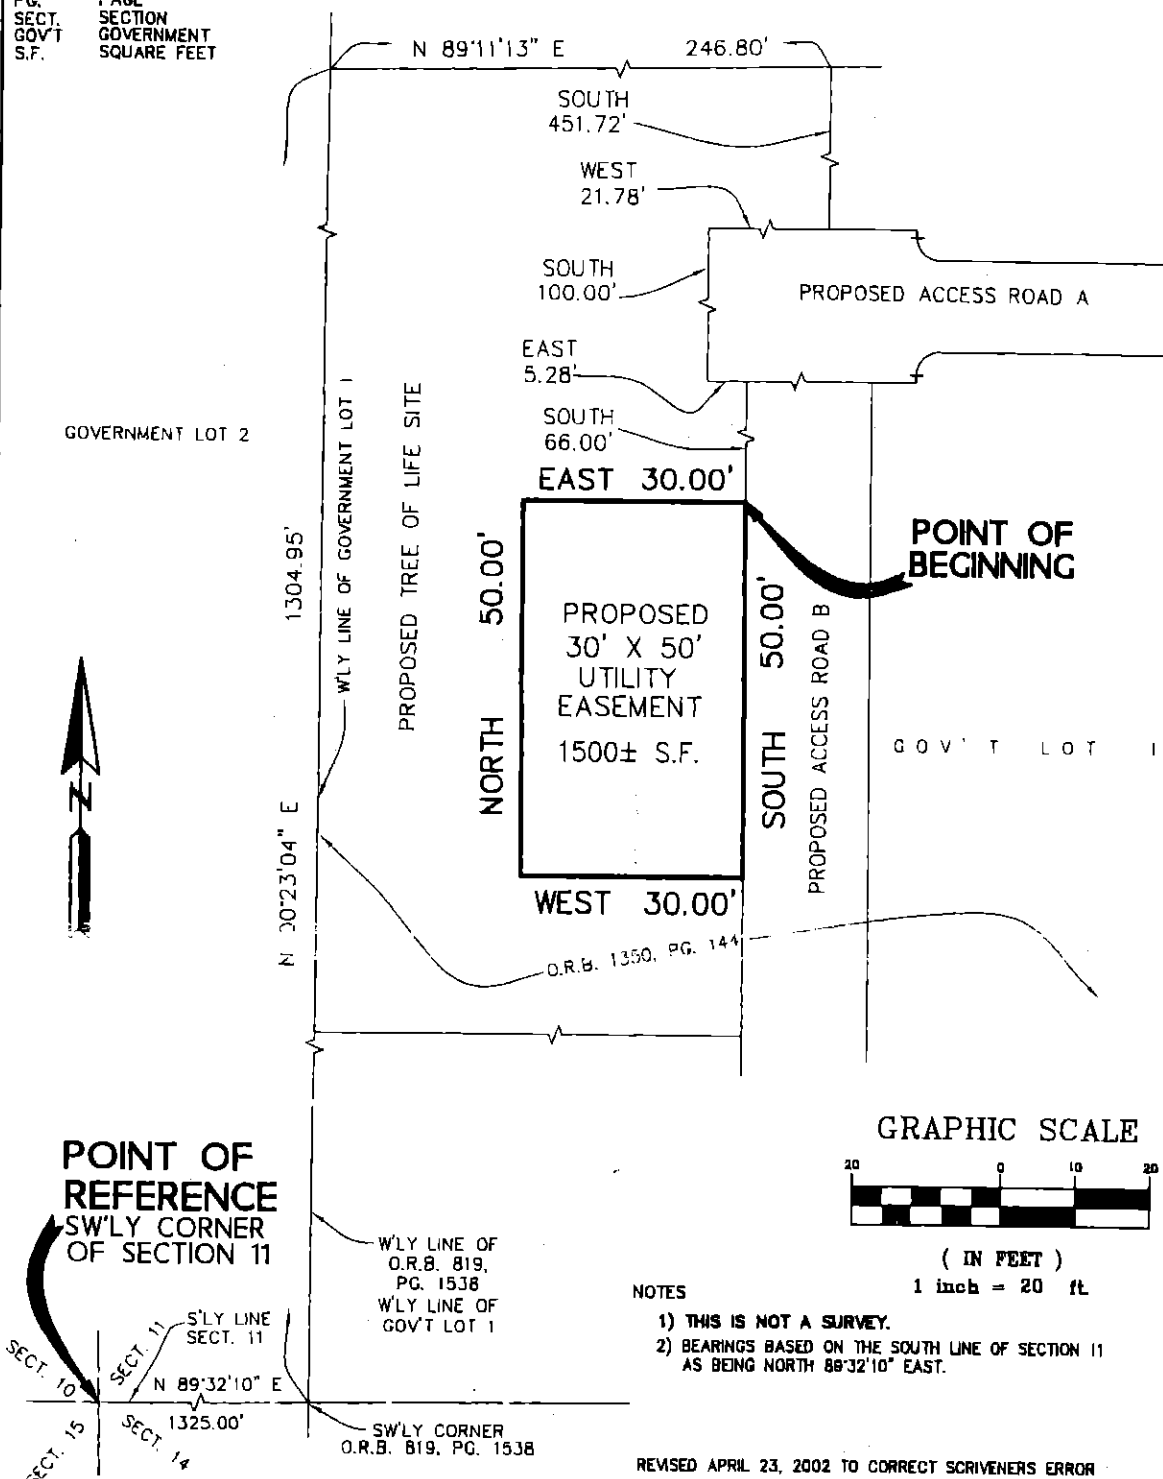 PG. PAGE
SECT. SECTION
GOV'T GOVERNMENT
S.F. SQUARE FEET
N 89°11'13" E 246.80'
SOUTH
451.72'
WEST
21.78'
SOUTH
100.00'
PROPOSED ACCESS ROAD A
EAST
5.28'
SOUTH
66.00'
GOVERNMENT LOT 2
1304.95'
N 00°23'04" E
W'LY LINE OF GOVERNMENT LOT 1
PROPOSED TREE OF LIFE SITE
EAST 30.00'
NORTH 50.00'
PROPOSED
30' X 50'
UTILITY
EASEMENT
1500± S.F.
SOUTH 50.00'
WEST 30.00'
POINT OF
BEGINNING
PROPOSED ACCESS ROAD B
GOV'T LOT 1
N
O.R.B. 1350, PG. 144
POINT OF
REFERENCE
SW'LY CORNER
OF SECTION 11
S'LY LINE
SECT. 11
SECT. 10
SECT. 11
SECT. 15
SECT. 14
N 89°32'10" E
1325.00'
W'LY LINE OF
O.R.B. 819,
PG. 1538
W'LY LINE OF
GOV'T LOT 1
SW'LY CORNER
O.R.B. 819, PG. 1538
GRAPHIC SCALE
20 0 10 20
( IN FEET )
1 inch = 20 ft.
NOTES
1) THIS IS NOT A SURVEY.
2) BEARINGS BASED ON THE SOUTH LINE OF SECTION 11
AS BEING NORTH 89°32'10" EAST.
REVISED APRIL 23, 2002 TO CORRECT SCRIVENERS ERROR